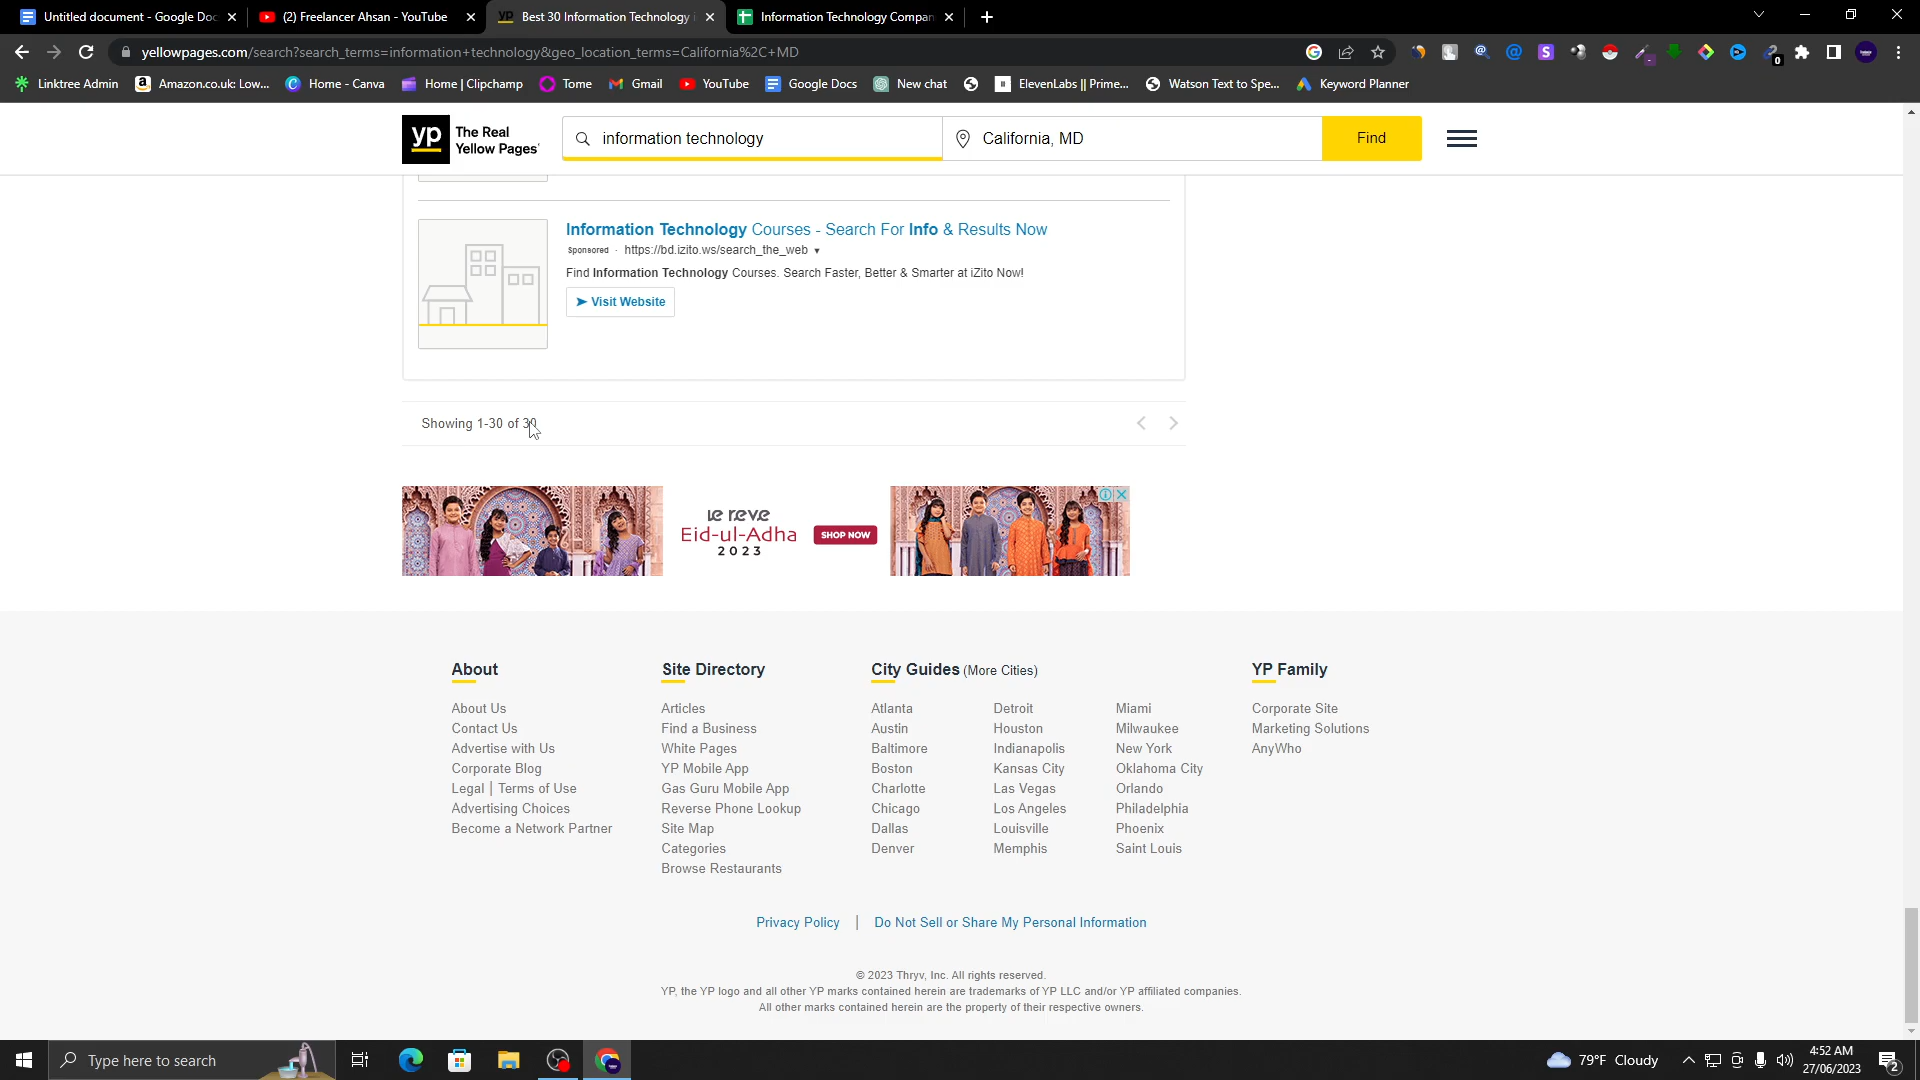 Untitled document - Google Doc
(2) Freelancer Ahsan - YouTube
Best 30 Information Technology i
Information Technology Compan
yellowpages.com/search?search_terms=information+technology&geo_location_terms=California%2C+MD
Linktree Admin
Amazon.co.uk: Low...
Home - Canva
Home | Clipchamp
Tome
Gmail
YouTube
Google Docs
New chat
ElevenLabs || Prime...
Watson Text to Spe...
Keyword Planner
yp The Real Yellow Pages
information technology
California, MD
Find
Information Technology Courses - Search For Info & Results Now
Sponsored · https://bd.izito.ws/search_the_web
Find Information Technology Courses. Search Faster, Better & Smarter at iZito Now!
Visit Website
Showing 1-30 of 30
le reve
Eid-ul-Adha
2023
SHOP NOW
About
About Us
Contact Us
Advertise with Us
Corporate Blog
Legal | Terms of Use
Advertising Choices
Become a Network Partner
Site Directory
Articles
Find a Business
White Pages
YP Mobile App
Gas Guru Mobile App
Reverse Phone Lookup
Site Map
Categories
Browse Restaurants
City Guides (More Cities)
Atlanta
Austin
Baltimore
Boston
Charlotte
Chicago
Dallas
Denver
Detroit
Houston
Indianapolis
Kansas City
Las Vegas
Los Angeles
Louisville
Memphis
Miami
Milwaukee
New York
Oklahoma City
Orlando
Philadelphia
Phoenix
Saint Louis
YP Family
Corporate Site
Marketing Solutions
AnyWho
Privacy Policy | Do Not Sell or Share My Personal Information
© 2023 Thryv, Inc. All rights reserved.
YP, the YP logo and all other YP marks contained herein are trademarks of YP LLC and/or YP affiliated companies.
All other marks contained herein are the property of their respective owners.
Type here to search
79°F Cloudy
4:52 AM
27/06/2023
2